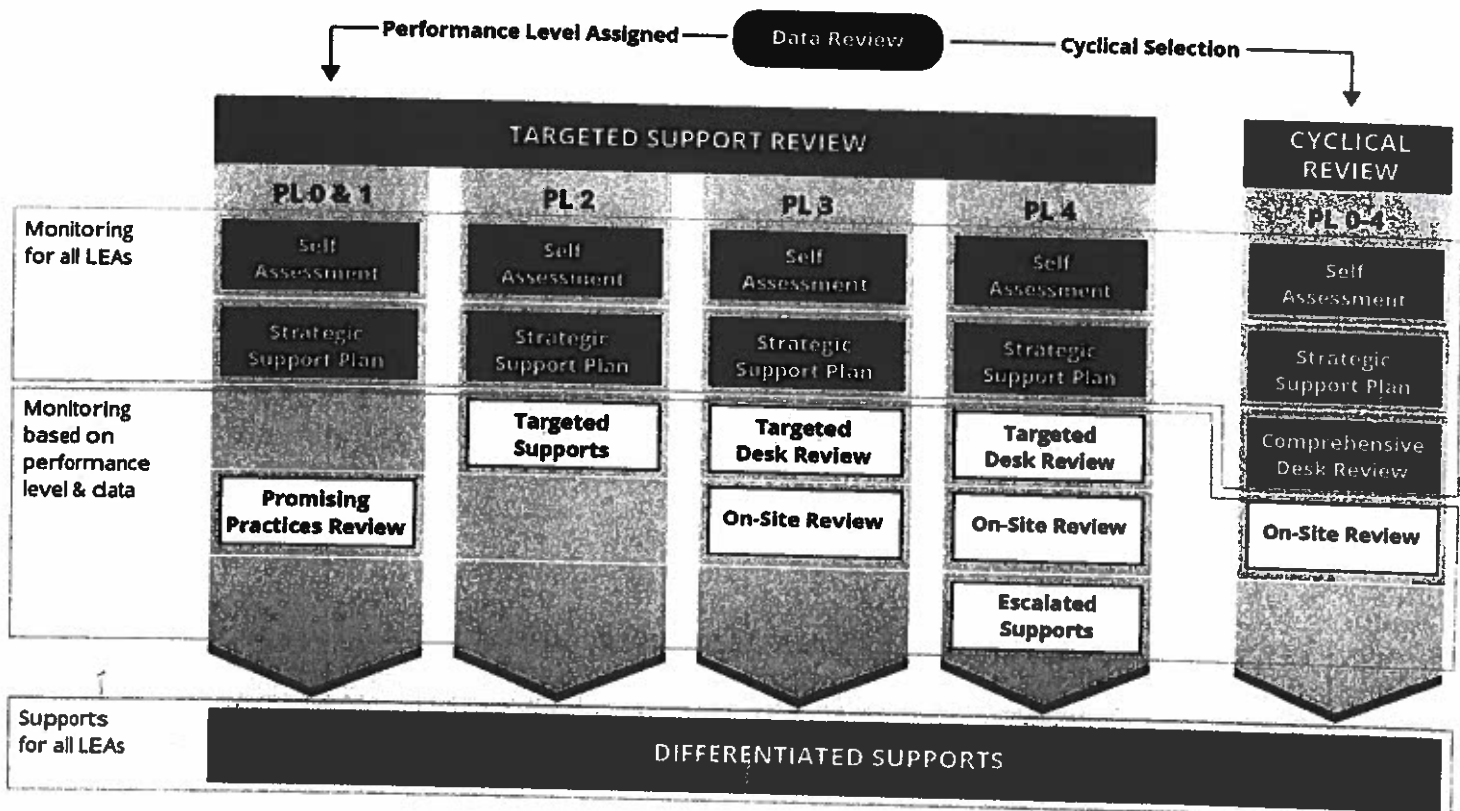 Performance Level Assigned
Data Review
Cyclical Selection
TARGETED SUPPORT REVIEW
CYCLICAL
REVIEW
PL 0 & 1
PL 2
PL 3
PL 4
PL 0-4
Monitoring
for all LEAs
Self
Assessment
Self
Assessment
Self
Assessment
Self
Assessment
Self
Assessment
Strategic
Support Plan
Strategic
Support Plan
Strategic
Support Plan
Strategic
Support Plan
Strategic
Support Plan
Monitoring
based on
performance
level & data
Targeted
Supports
Targeted
Desk Review
Targeted
Desk Review
Comprehensive
Desk Review
Promising
Practices Review
On-Site Review
On-Site Review
On-Site Review
Escalated
Supports
Supports
for all LEAs
DIFFERENTIATED SUPPORTS